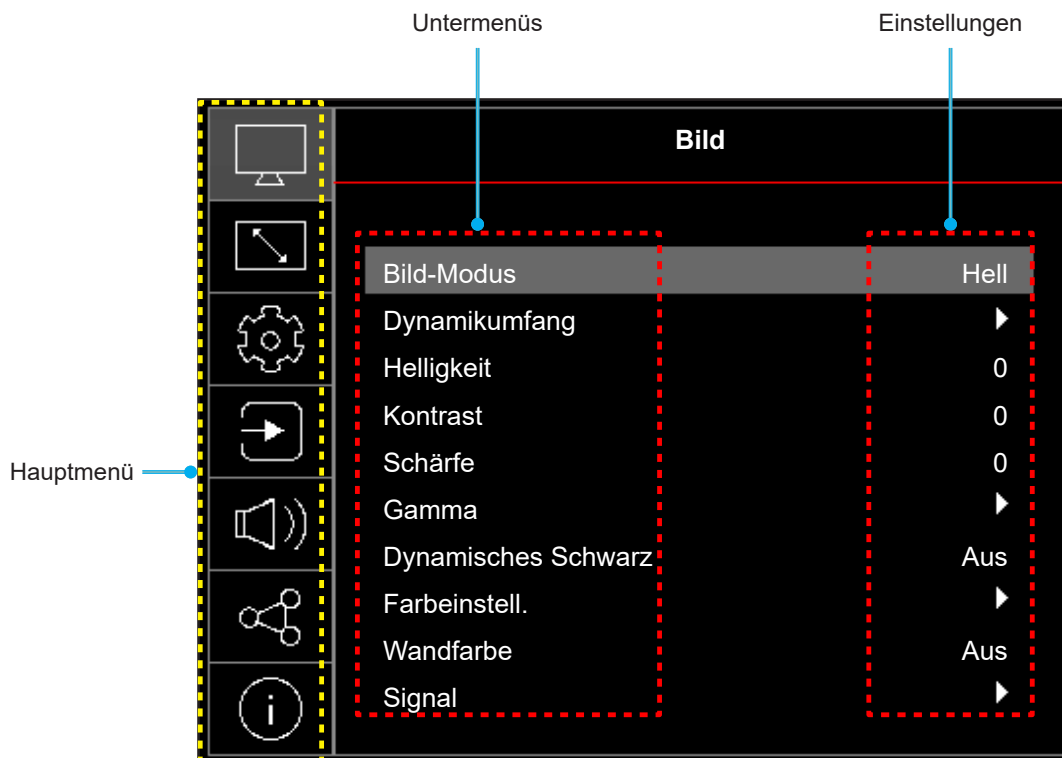 Untermenüs Einstellungen
Bild
Bild-Modus Hell
Dynamikumfang
Helligkeit 0
Kontrast 0
Hauptmenü
Schärfe 0
Gamma
Dynamisches Schwarz Aus
Farbeinstell.
Wandfarbe Aus
Signal
i